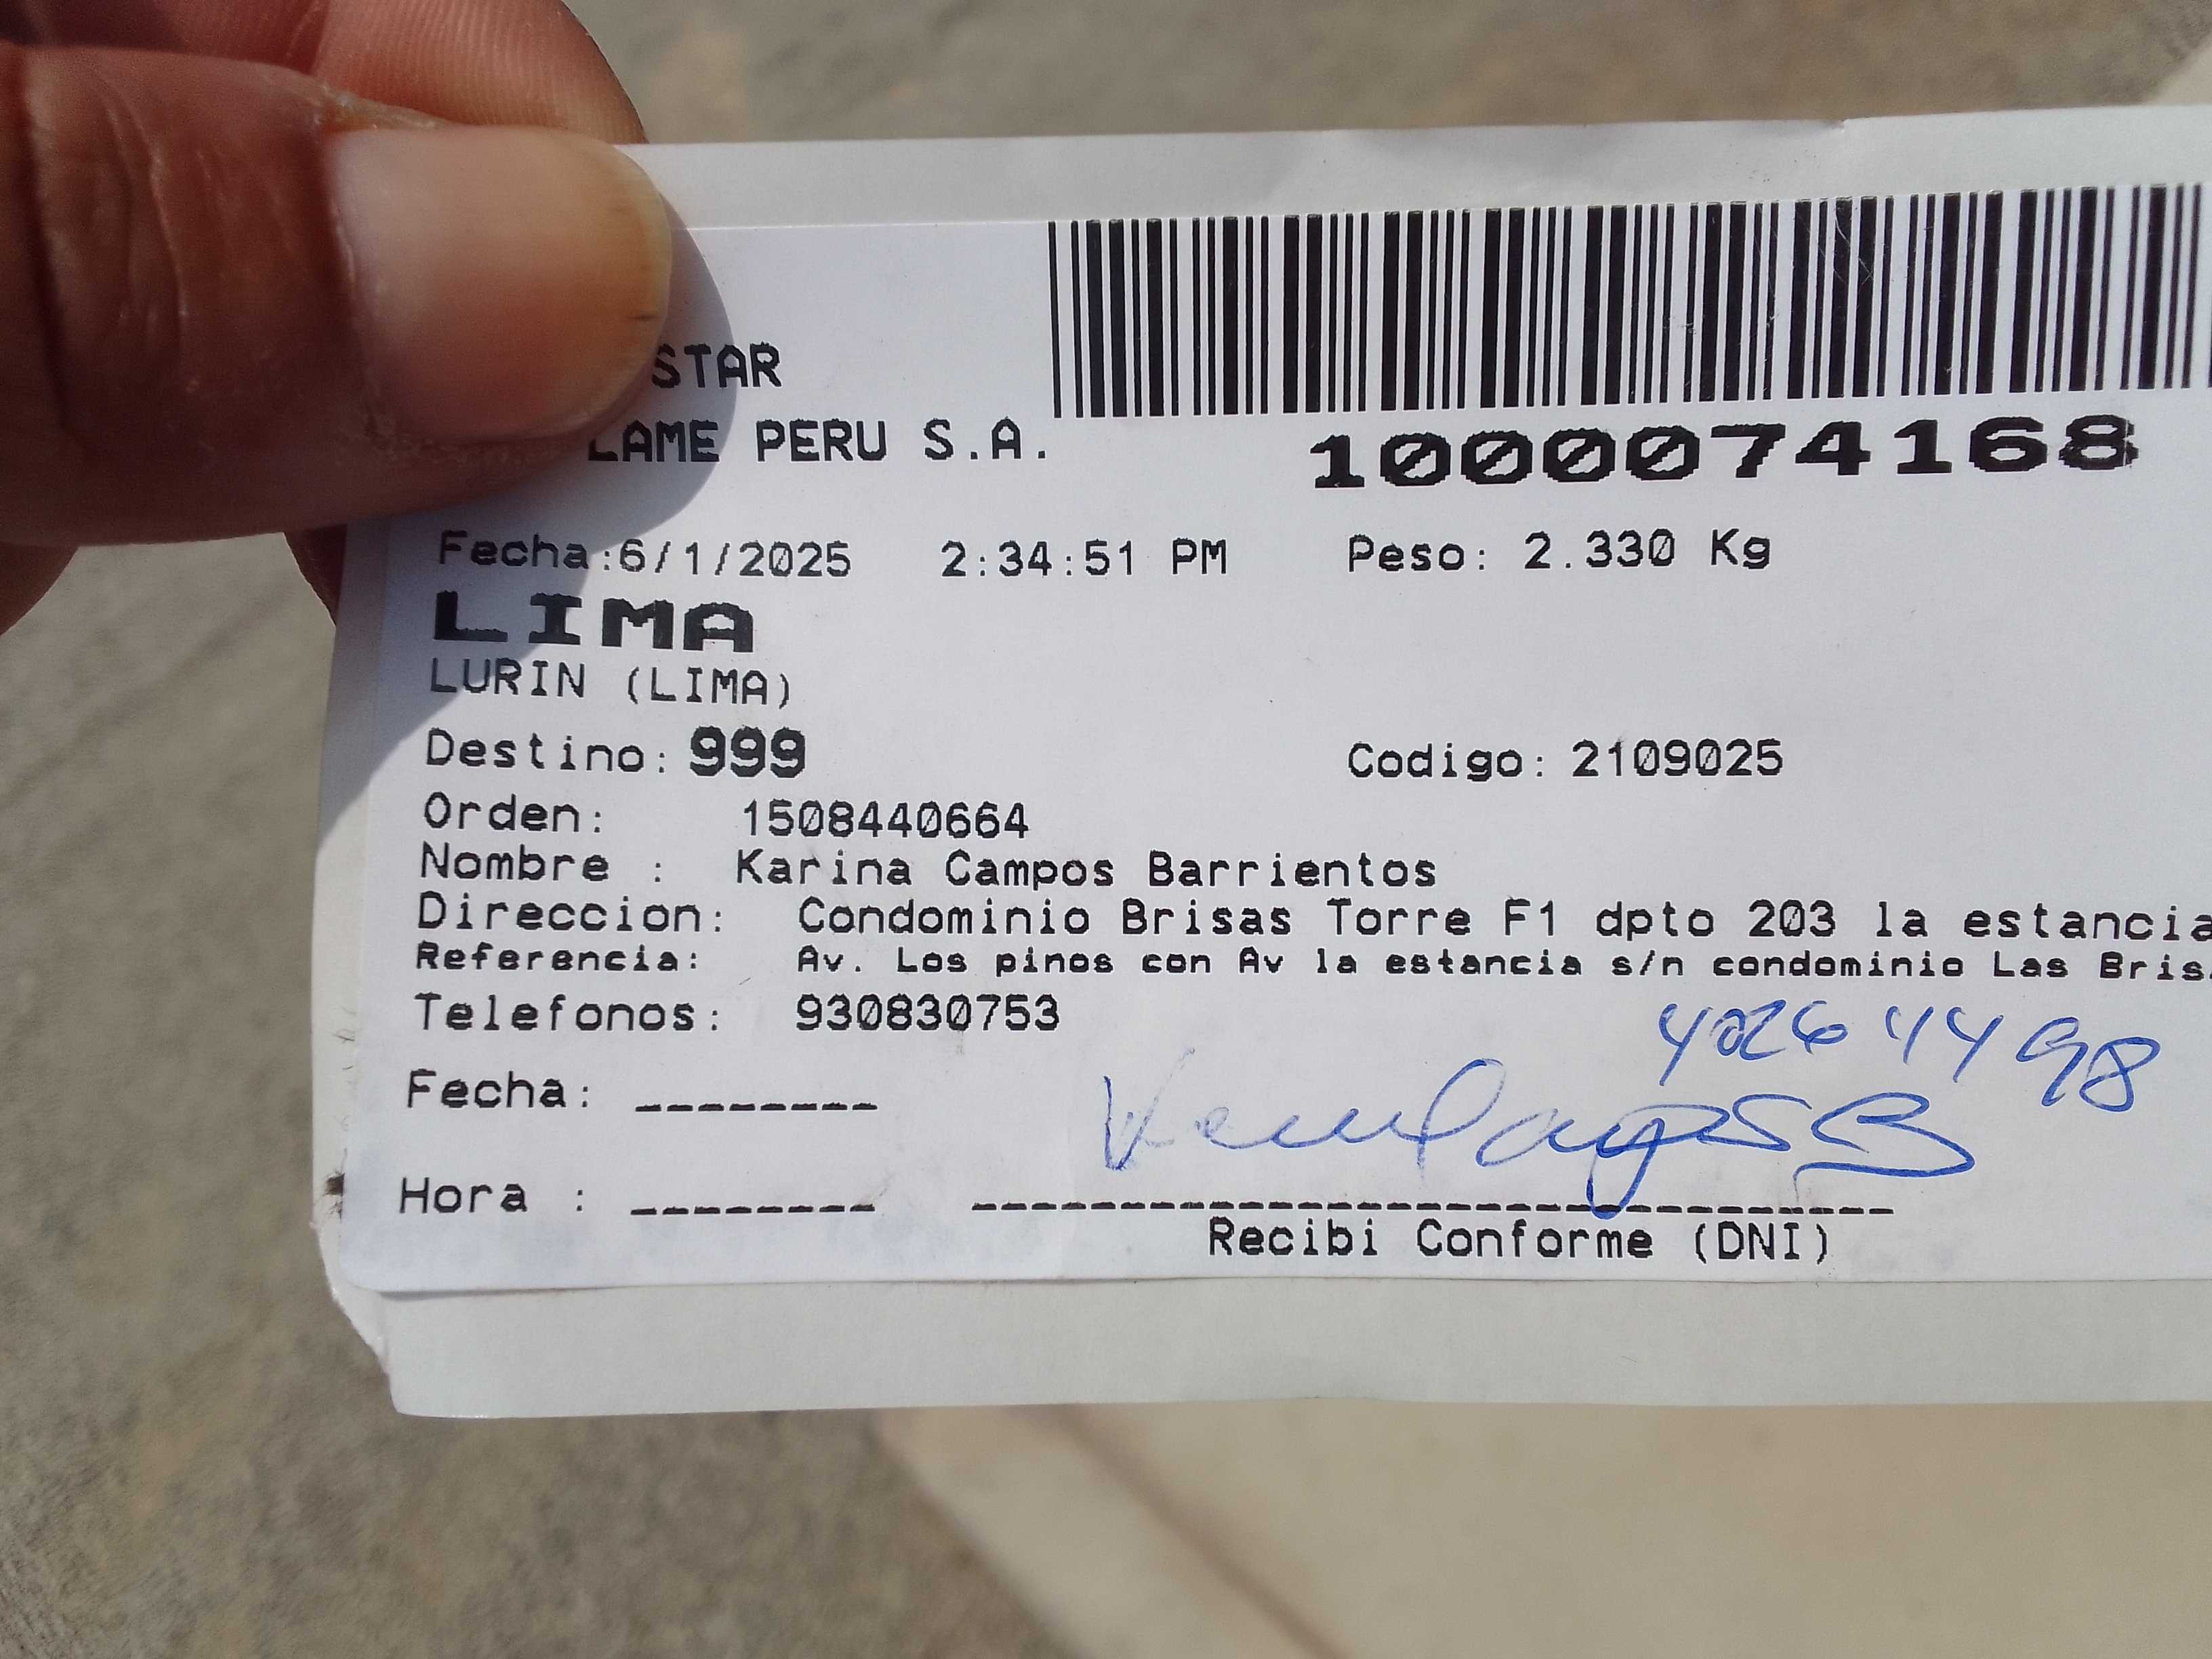 STAR
LAME PERU S.A.
1000074168
Fecha:6/1/2025 2:34:51 PM Peso: 2.330 Kg
LIMA
LURIN (LIMA)
Destino: 999 Codigo: 2109025
Orden: 1508440664
Nombre : Karina Campos Barrientos
Direccion: Condominio Brisas Torre F1 dpto 203 la estancia
Referencia: Av. Los pinos con Av la estancia s/n condominio Las Bris
Telefonos: 930830753
Fecha: ________
Hora : ________
Recibi Conforme (DNI)